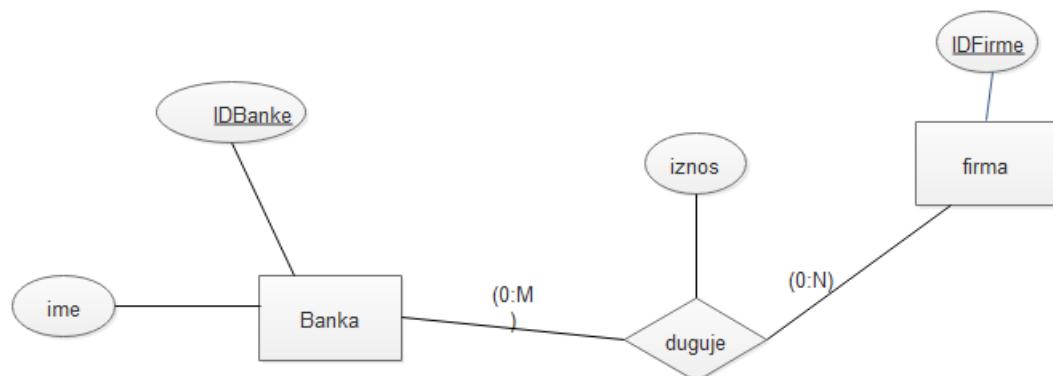 IDFirme
IDBanke
iznos
firma
(0:M
)
(0:N)
ime
Banka
duguje